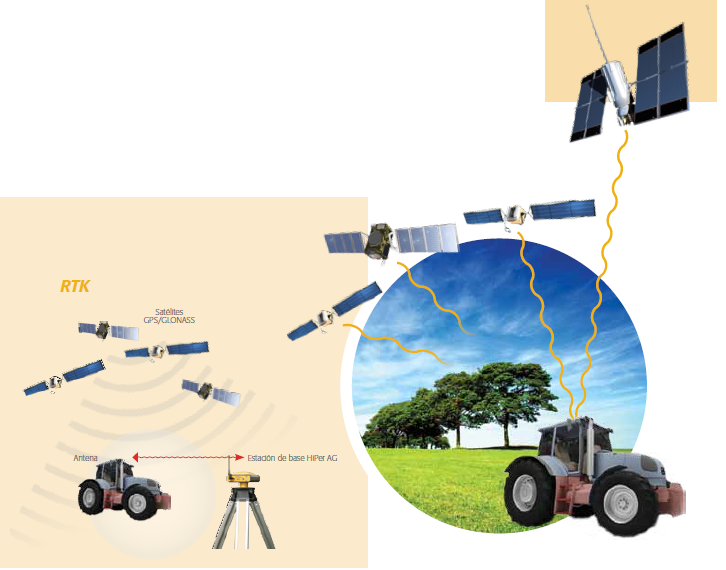 RTK
Satélites
GPS/GLONASS
Antena
Estación de base HiPer AG